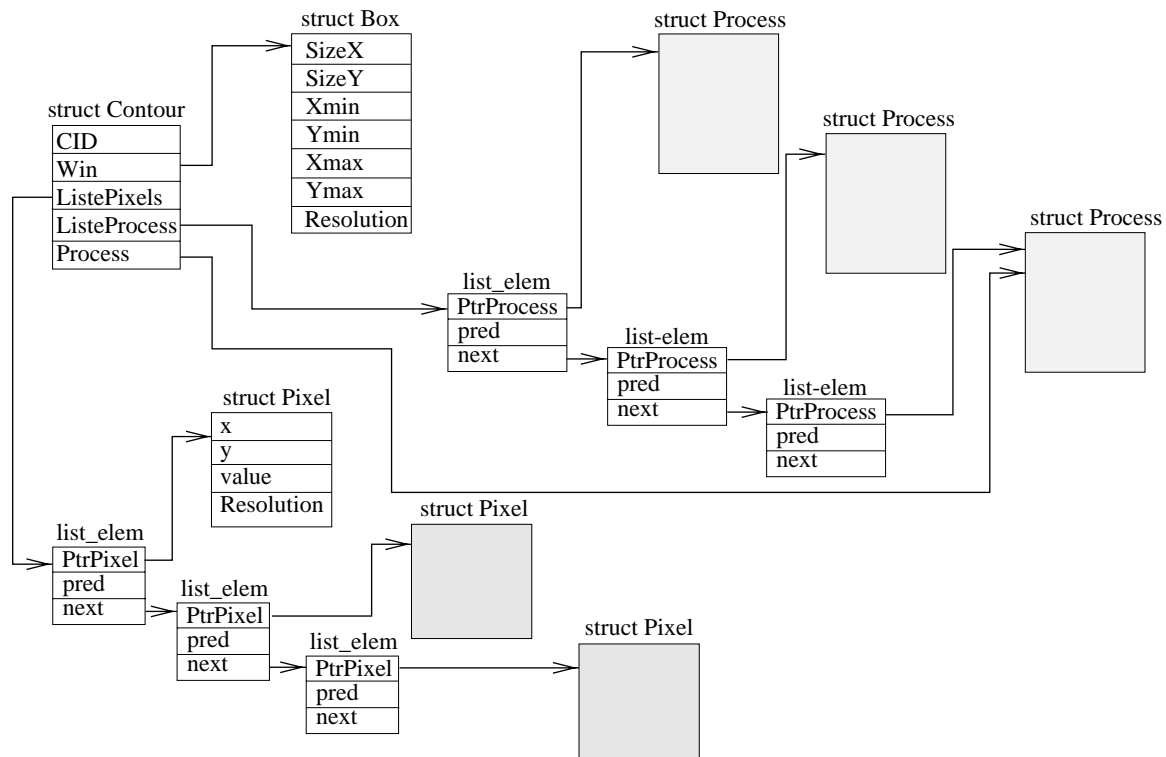 struct Box
SizeX
SizeY
Xmin
Ymin
Xmax
Ymax
Resolution
struct Process
struct Process
struct Process
struct Contour
CID
Win
ListePixels
ListeProcess
Process
list_elem
PtrProcess
pred
next
list-elem
PtrProcess
pred
next
list-elem
PtrProcess
pred
next
struct Pixel
x
y
value
Resolution
list_elem
PtrPixel
pred
next
list_elem
PtrPixel
pred
next
list_elem
PtrPixel
pred
next
struct Pixel
struct Pixel